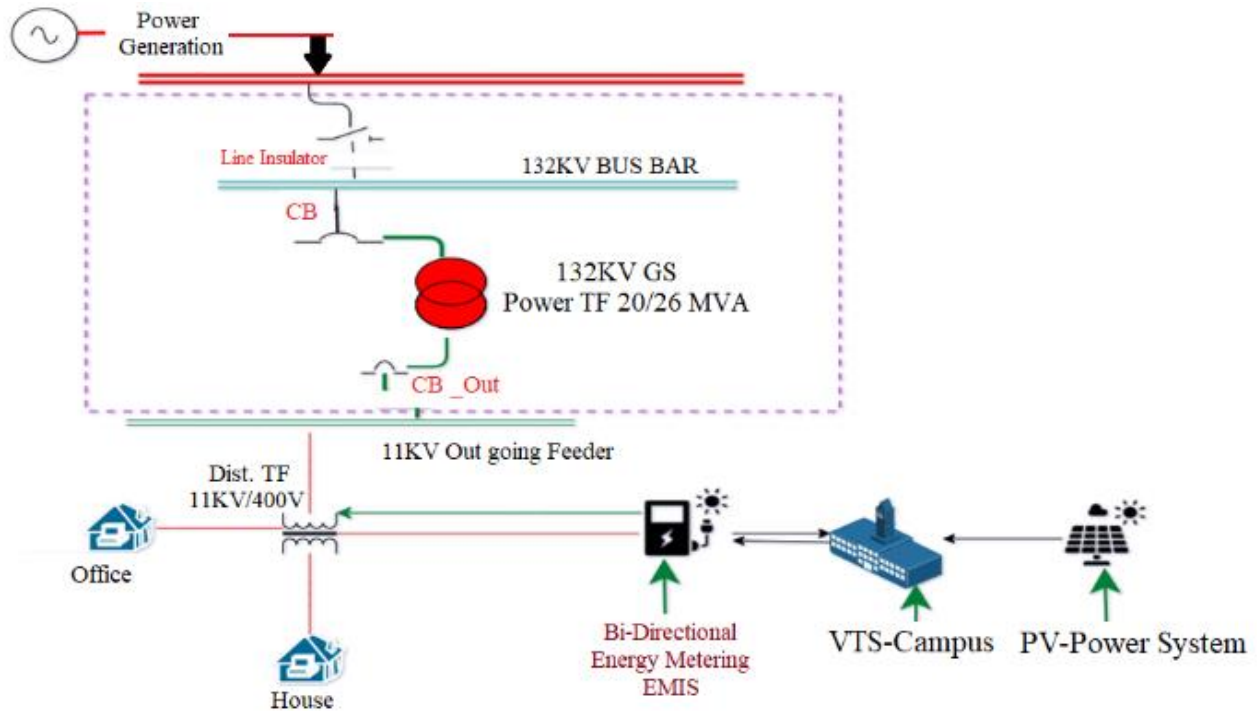 Power
Generation
Line Insulator
132KV BUS BAR
CB
132KV GS
Power TF 20/26 MVA
CB _Out
11KV Out going Feeder
Dist. TF
11KV/400V
Office
House
Bi-Directional
Energy Metering
EMIS
VTS-Campus
PV-Power System